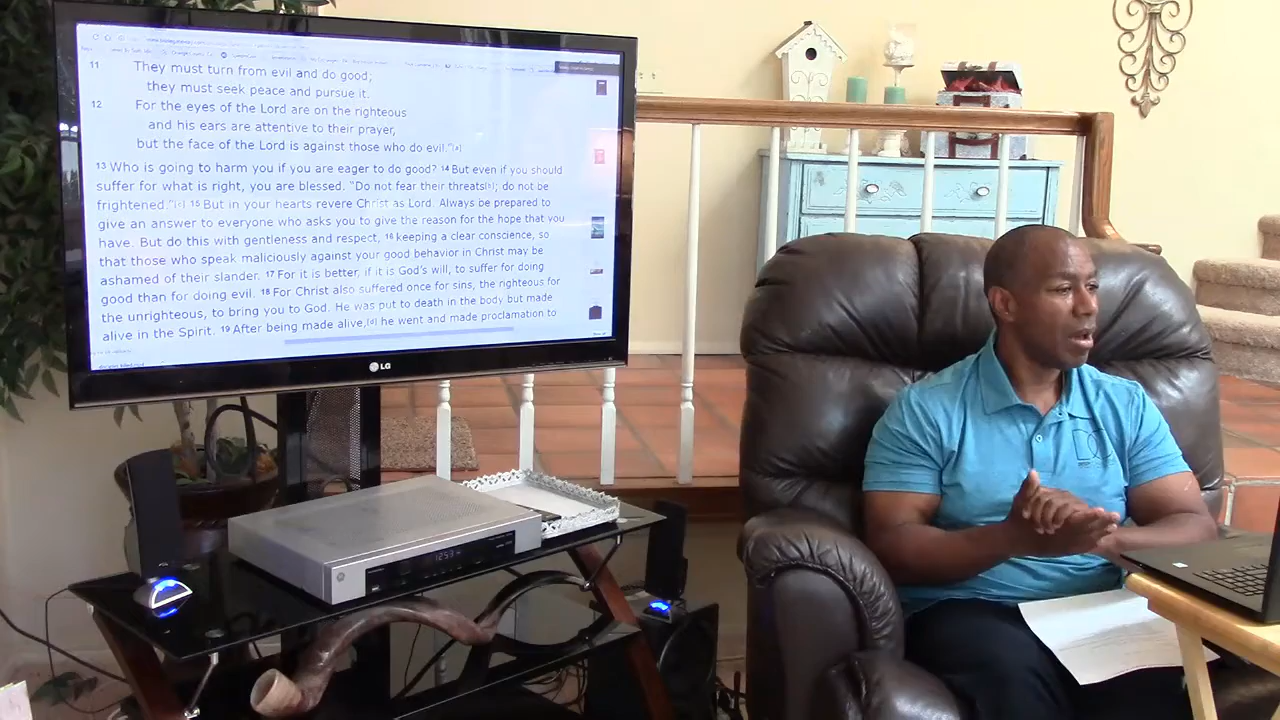 11 They must turn from evil and do good;
they must seek peace and pursue it.
12 For the eyes of the Lord are on the righteous
and his ears are attentive to their prayer,
but the face of the Lord is against those who do evil."[a]
13 Who is going to harm you if you are eager to do good? 14 But even if you should
suffer for what is right, you are blessed. "Do not fear their threats[b]; do not be
frightened."[c] 15 But in your hearts revere Christ as Lord. Always be prepared to
give an answer to everyone who asks you to give the reason for the hope that you
have. But do this with gentleness and respect, 16 keeping a clear conscience, so
that those who speak maliciously against your good behavior in Christ may be
ashamed of their slander. 17 For it is better, if it is God's will, to suffer for doing
good than for doing evil. 18 For Christ also suffered once for sins, the righteous for
the unrighteous, to bring you to God. He was put to death in the body but made
alive in the Spirit. 19 After being made alive,[d] he went and made proclamation to
LG
12:59